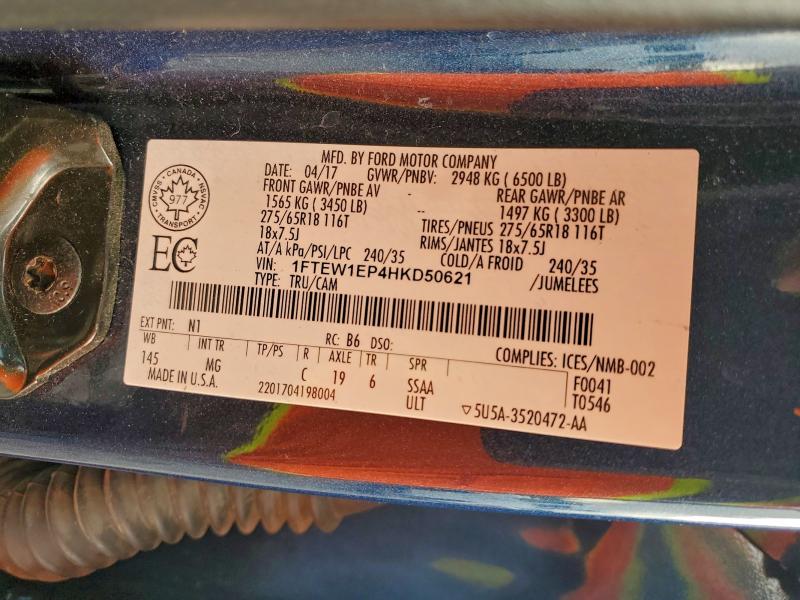 MFD. BY FORD MOTOR COMPANY
DATE: 04/17 GVWR/PNBV: 2948 KG ( 6500 LB)
FRONT GAWR/PNBE AV - REAR GAWR/PNBE AR
1565 KG ( 3450 LB) -- 1497 KG ( 3300 LB)
275/65R18 116T TIRES/PNEUS 275/65R18 116T
18x7.5J RIMS/JANTES 18x7.5J
AT/A kPa/PSI/LPC 240/35 COLD/A FROID 240/35
VIN: 1FTEW1EP4HKD50621 /JUMELEES
TYPE: TRU/CAM
CANADA
CMVSS NSVAC
977
TRANSPORT
EC
EXT PNT: N1 RC: B6 DSO: COMPLIES: ICES/NMB-002
WB INT TR TP/PS R AXLE TR SPR F0041
145 MG C 19 6 SSAA T0546
MADE IN U.S.A. 2201704198004 ULT ▽5U5A-3520472-AA